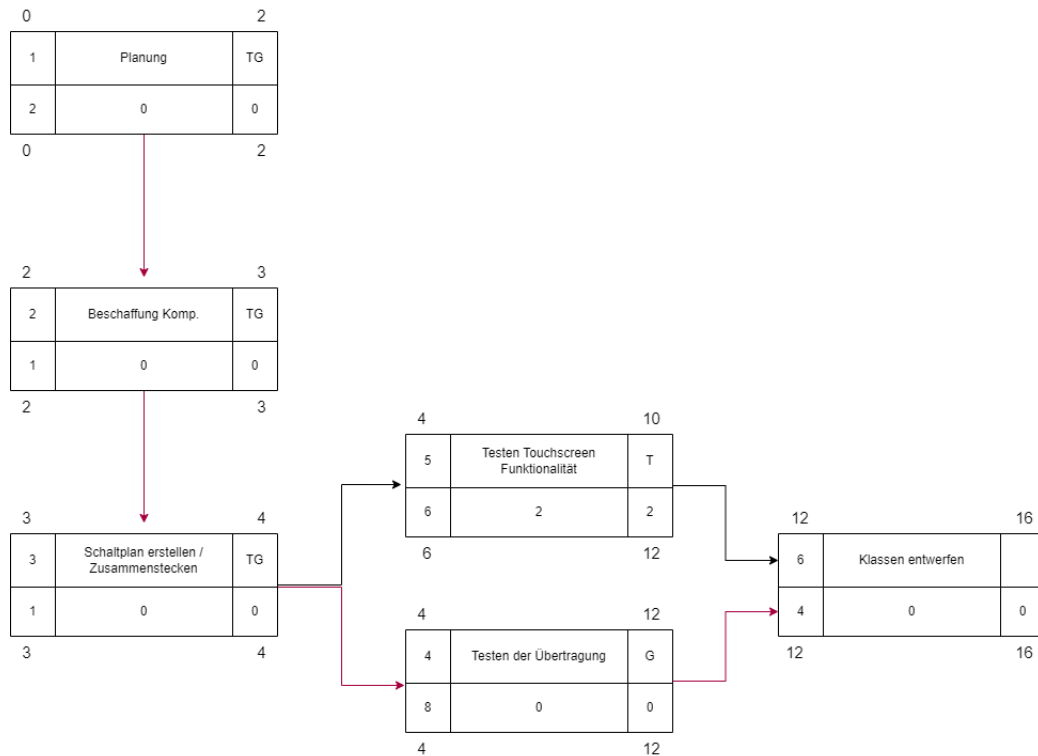 0 2
1 Planung TG
2 0 0
0 2
2 3
2 Beschaffung Komp. TG
1 0 0
2 3
3 4
3 Schaltplan erstellen /
Zusammenstecken TG
1 0 0
3 4
4 10
5 Testen Touchscreen
Funktionalität T
6 2 2
6 12
4 12
4 Testen der Übertragung G
8 0 0
4 12
12 16
6 Klassen entwerfen
4 0 0
12 16